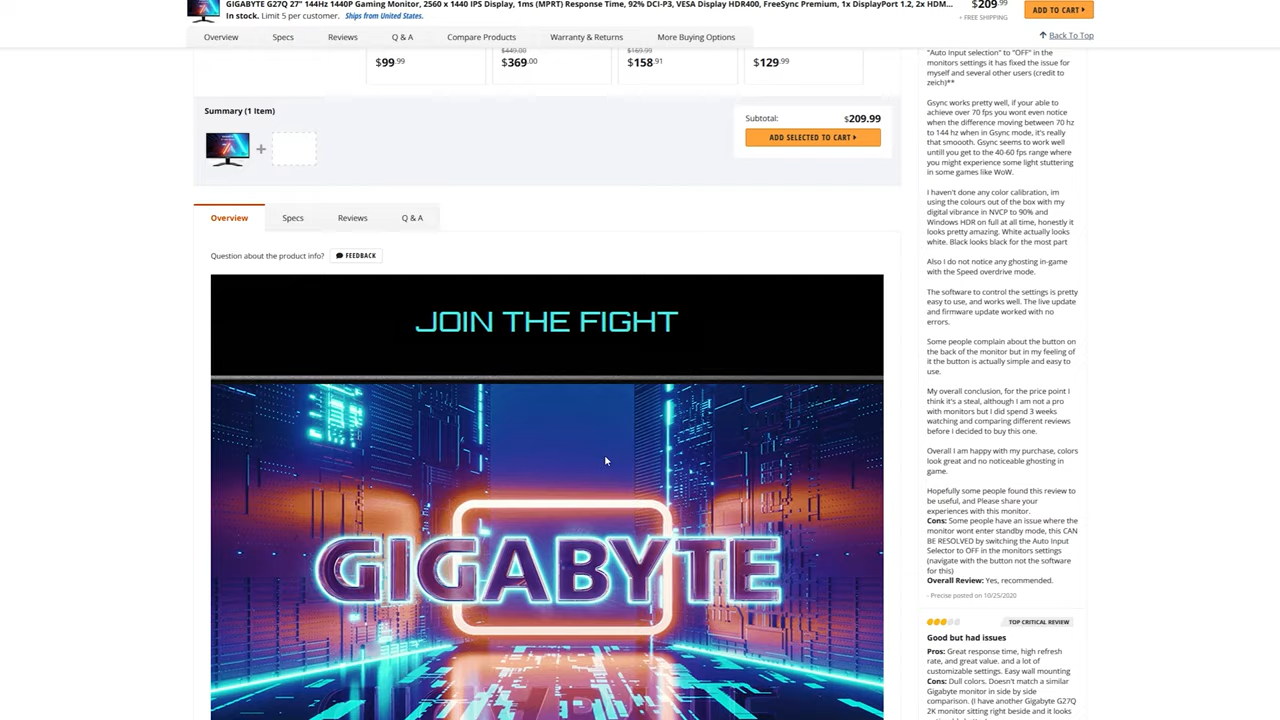 GIGABYTE G27Q 27" 144Hz 1440P Gaming Monitor, 2560 x 1440 IPS Display, 1ms (MPRT) Response Time, 92% DCI-P3, VESA Display HDR400, FreeSync Premium, 1x DisplayPort 1.2, 2x HDM...
In stock. Limit 5 per customer. Ships from United States.
$209.99
+ FREE SHIPPING
ADD TO CART
Overview Specs Reviews Q & A Compare Products Warranty & Returns More Buying Options
Back To Top
$449.00 $169.99
$99.99 $369.00 $158.91 $129.99
Summary (1 Item)
+
Subtotal: $209.99
ADD SELECTED TO CART
Overview Specs Reviews Q & A
Question about the product info? FEEDBACK
JOIN THE FIGHT
GIGABYTE
"Auto Input selection" to "OFF" in the
monitors settings it has fixed the issue for
myself and several other users (credit to
zeich)**
Gsync works pretty well, if your able to
achieve over 70 fps you wont even notice
when the difference moving between 70 hz
to 144 hz when in Gsync mode, it's really
that smooth. Gsync seems to work well
untill you get to the 40-60 fps range where
you might experience some light stuttering
in some games like WoW.
I haven't done any color calibration, im
using the colours out of the box with my
digital vibrance in NVCP to 90% and
Windows HDR on full at all time, honestly it
looks pretty amazing. White actually looks
white. Black looks black for the most part
Also I do not notice any ghosting in-game
with the Speed overdrive mode.
The software to control the settings is pretty
easy to use, and works well. The live update
and firmware update worked with no
errors.
Some people complain about the button on
the back of the monitor but in my feeling of
it the button is actually simple and easy to
use.
My overall conclusion, for the price point I
think it's a steal, although I am not a pro
with monitors but I did spend 3 weeks
watching and comparing different reviews
before I decided to buy this one.
Overall I am happy with my purchase, colors
look great and no noticeable ghosting in
game.
Hopefully some people found this review to
be useful, and Please share your
experiences with this monitor.
Cons: Some people have an issue where the
monitor wont enter standby mode, this CAN
BE RESOLVED by switching the Auto Input
Selector to OFF in the monitors settings
(navigate with the button not the software
for this)
Overall Review: Yes, recommended.
- Precise posted on 10/25/2020
TOP CRITICAL REVIEW
Good but had issues
Pros: Great response time, high refresh
rate, and great value. and a lot of
customizable settings. Easy wall mounting
Cons: Dull colors. Doesn't match a similar
Gigabyte monitor in side by side
comparison. (I have another Gigabyte G27Q
2K monitor sitting right beside and it looks